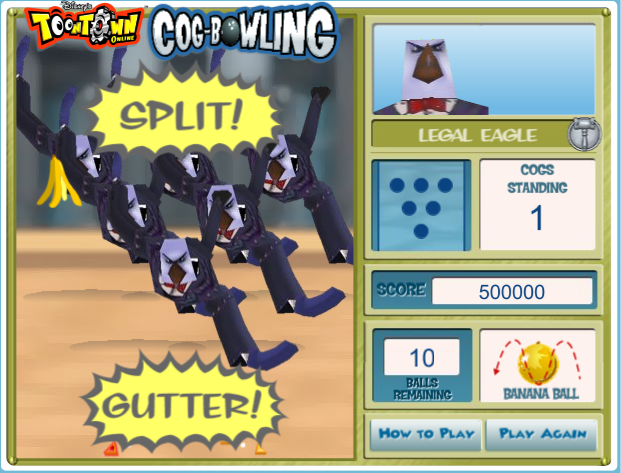 Disney's
TOONTOWN
ONLINE
COG-BOWLING
SPLIT!
GUTTER!
LEGAL EAGLE
COGS
STANDING
1
SCORE
500000
10
BALLS
REMAINING
BANANA BALL
HOW TO PLAY
PLAY AGAIN